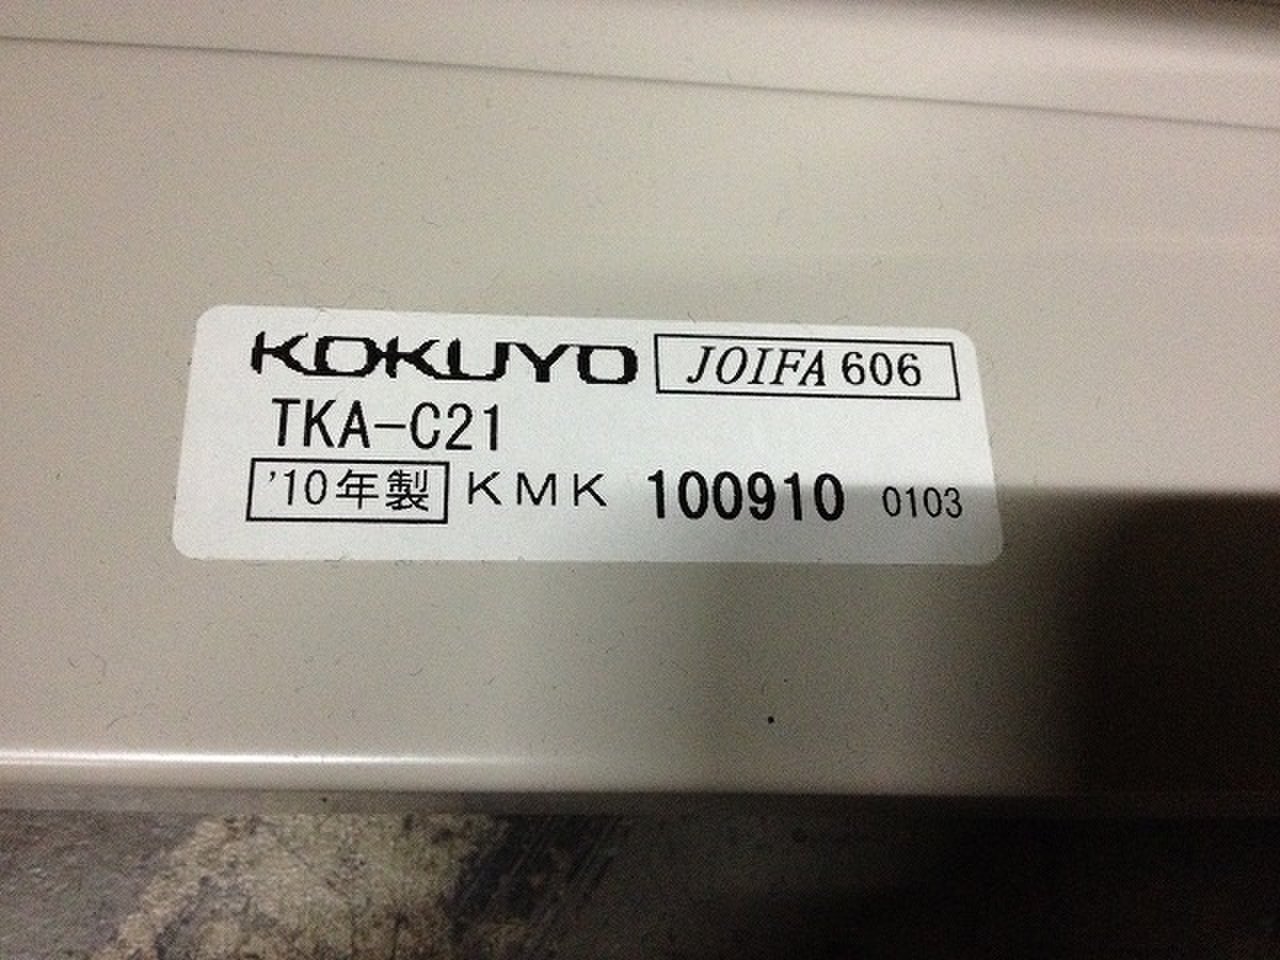 KOKUYO JOIFA 606
TKA-C21
'10年製 KMK 100910 0103